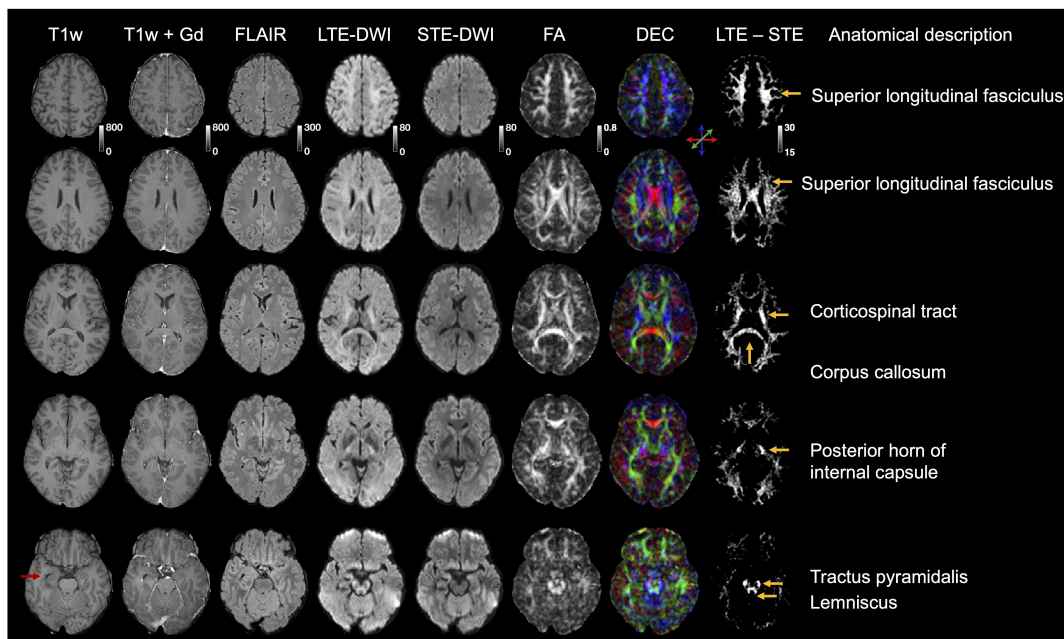 T1w T1w + Gd FLAIR LTE-DWI STE-DWI FA DEC LTE – STE Anatomical description
Superior longitudinal fasciculus
800 800 300 80 80 0.8 30
0 0 0 0 0 0 15
Superior longitudinal fasciculus
Corticospinal tract
Corpus callosum
Posterior horn of
internal capsule
Tractus pyramidalis
Lemniscus